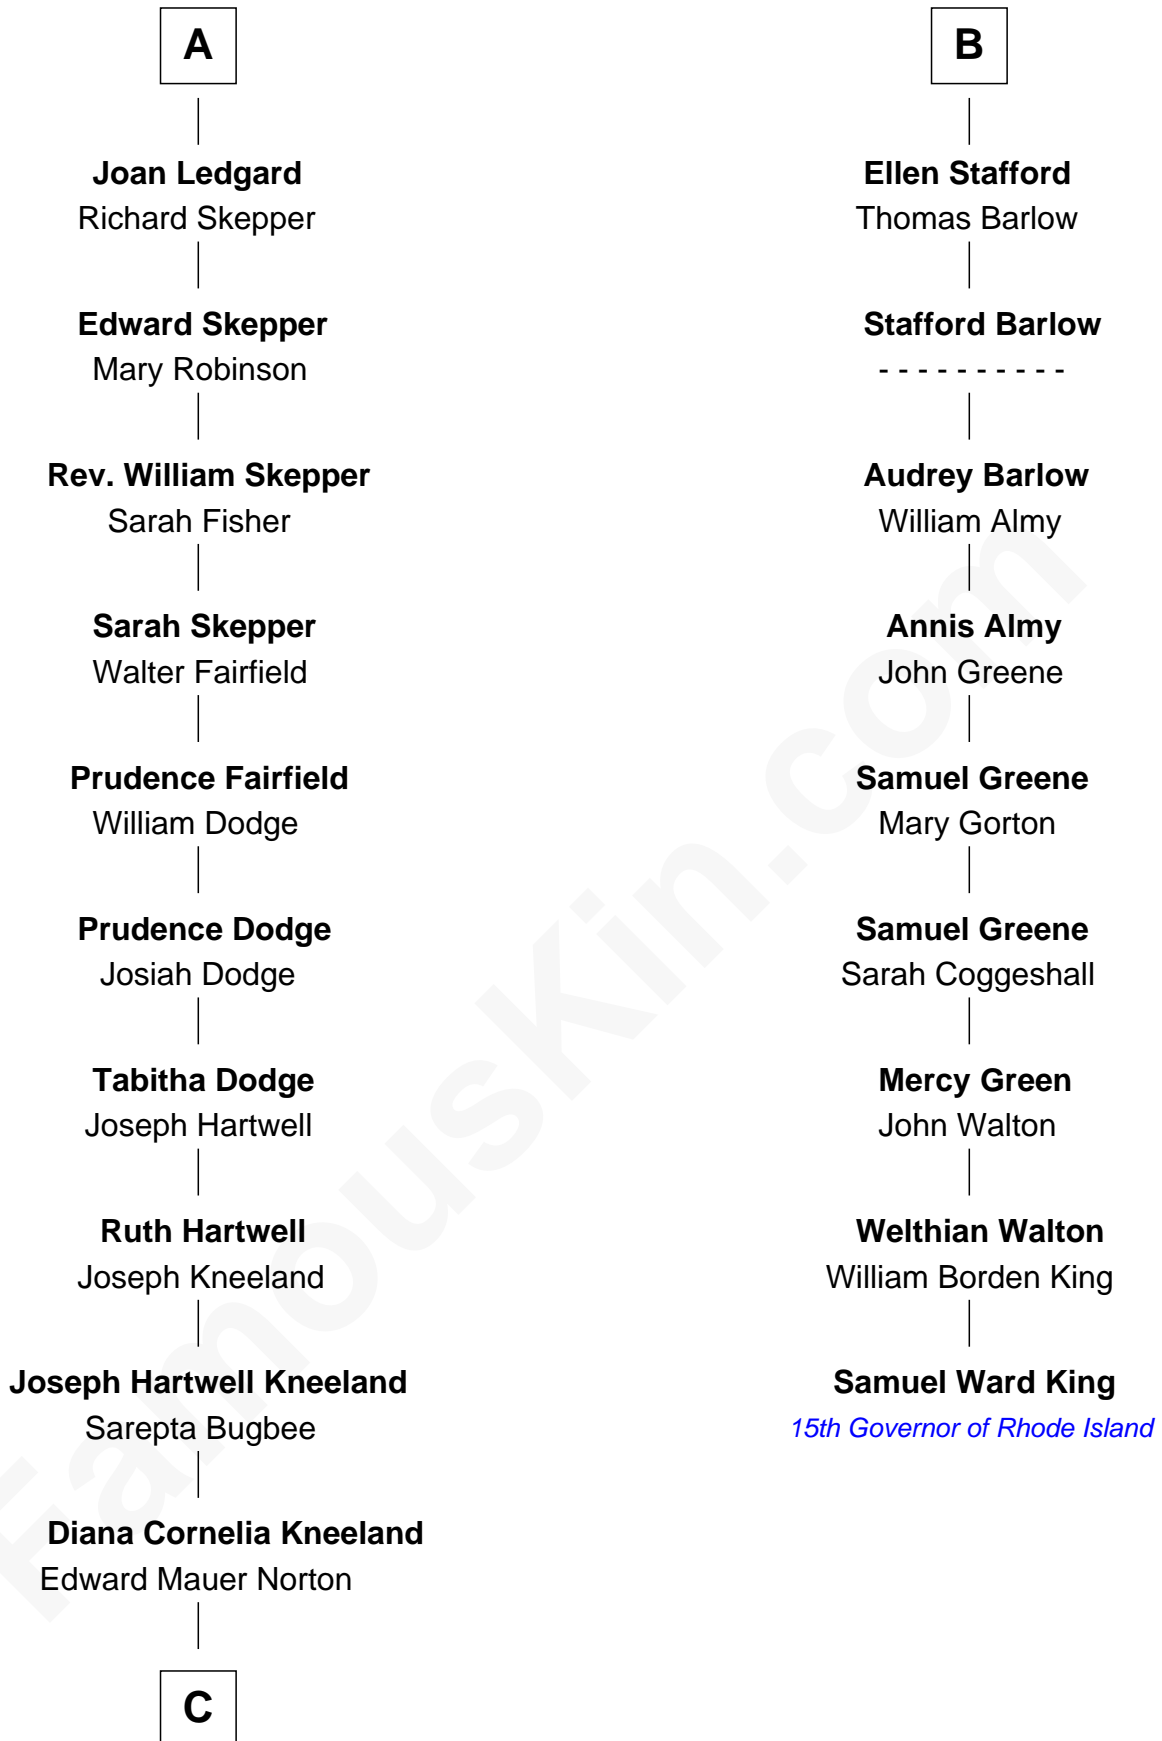 A
Joan Ledgard
Richard Skepper
Edward Skepper
Mary Robinson
Rev. William Skepper
Sarah Fisher
Sarah Skepper
Walter Fairfield
Prudence Fairfield
William Dodge
Prudence Dodge
Josiah Dodge
Tabitha Dodge
Joseph Hartwell
Ruth Hartwell
Joseph Kneeland
Joseph Hartwell Kneeland
Sarepta Bugbee
Diana Cornelia Kneeland
Edward Mauer Norton
C
B
Ellen Stafford
Thomas Barlow
Stafford Barlow
- - - - - - - - - -
Audrey Barlow
William Almy
Annis Almy
John Greene
Samuel Greene
Mary Gorton
Samuel Greene
Sarah Coggeshall
Mercy Green
John Walton
Welthian Walton
William Borden King
Samuel Ward King
15th Governor of Rhode Island
FamousKin.com